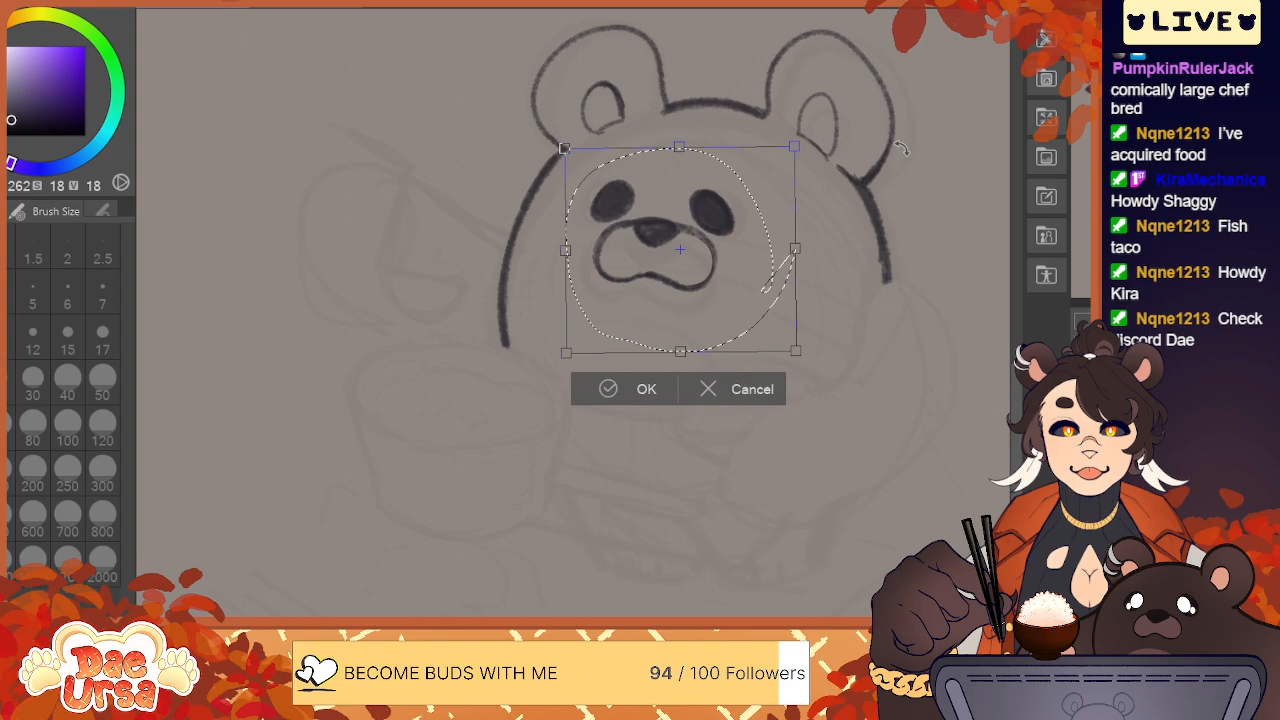 LIVE
PumpkinRulerJack
comically large chef
bred
Nqne1213 I've
acquired food
1ST KiraMechanica
Howdy Shaggy
Nqne1213 Fish
taco
Nqne1213 Howdy
Kira
Nqne1213 Check
Dae
262 S 18 V 18
Brush Size
1.5 2 2.5
5 6 7
12 15 17
30 40 50
80 100 120
200 250 300
600 700 800
2000
OK Cancel
Dae
Ursa
BECOME BUDS WITH ME 94 / 100 Followers